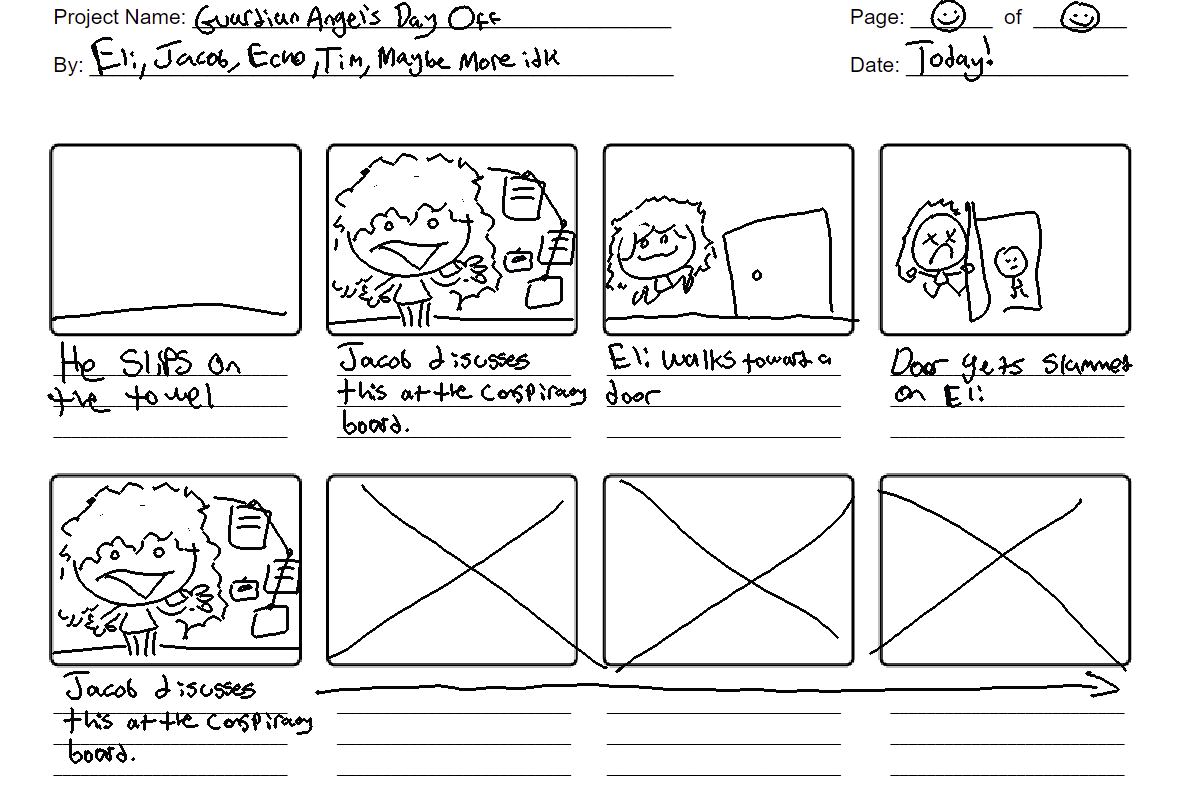 Project Name: Guardian Angel's Day Off
Page: of
By: Eli, Jacob, Echo, Tim, Maybe More idk
Date: Today!
He Slips on
the towel
Jacob discusses
this at the Conspiracy
board.
Eli walks toward a
door
Door gets slammed
on Eli
Jacob discusses
this at the Conspiracy
board.